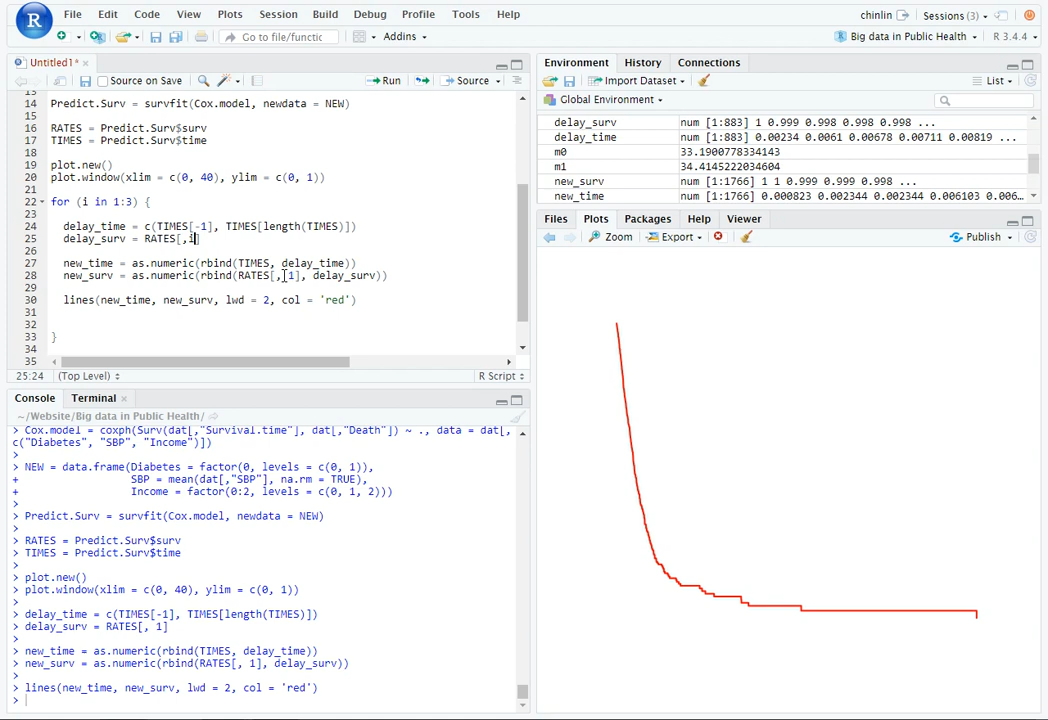 R File Edit Code View Plots Session Build Debug Profile Tools Help chinlin Sessions (3)
Go to file/functic Addins Big data in Public Health R 3.4.4
Untitled1*
Source on Save Run Source
14 Predict.Surv = survfit(Cox.model, newdata = NEW)
15
16 RATES = Predict.Surv$surv
17 TIMES = Predict.Surv$time
18
19 plot.new()
20 plot.window(xlim = c(0, 40), ylim = c(0, 1))
21
22 for (i in 1:3) {
23
24 delay_time = c(TIMES[-1], TIMES[length(TIMES)])
25 delay_surv = RATES[,i]
26
27 new_time = as.numeric(rbind(TIMES, delay_time))
28 new_surv = as.numeric(rbind(RATES[, 1], delay_surv))
29
30 lines(new_time, new_surv, lwd = 2, col = 'red')
31
32
33 }
34
35
25:24 (Top Level) R Script
Console Terminal
~/Website/Big data in Public Health/
> Cox.model = coxph(Surv(dat[,"Survival.time"], dat[,"Death"]) ~ ., data = dat[,
c("Diabetes", "SBP", "Income")])
>
> NEW = data.frame(Diabetes = factor(0, levels = c(0, 1)),
+ SBP = mean(dat[,"SBP"], na.rm = TRUE),
+ Income = factor(0:2, levels = c(0, 1, 2)))
>
> Predict.Surv = survfit(Cox.model, newdata = NEW)
>
> RATES = Predict.Surv$surv
> TIMES = Predict.Surv$time
>
> plot.new()
> plot.window(xlim = c(0, 40), ylim = c(0, 1))
>
> delay_time = c(TIMES[-1], TIMES[length(TIMES)])
> delay_surv = RATES[, 1]
>
> new_time = as.numeric(rbind(TIMES, delay_time))
> new_surv = as.numeric(rbind(RATES[, 1], delay_surv))
>
> lines(new_time, new_surv, lwd = 2, col = 'red')
>
Environment History Connections
Import Dataset List
Global Environment
delay_surv num [1:883] 1 0.999 0.998 0.998 0.998 ...
delay_time num [1:883] 0.00234 0.0061 0.00678 0.00711 0.00819 ...
m0 33.1900778334143
m1 34.4145222034604
new_surv num [1:1766] 1 1 0.999 0.999 0.998 ...
new_time num [1:1766] 0.000823 0.002344 0.002344 0.006103 0.006...
Files Plots Packages Help Viewer
Zoom Export Publish